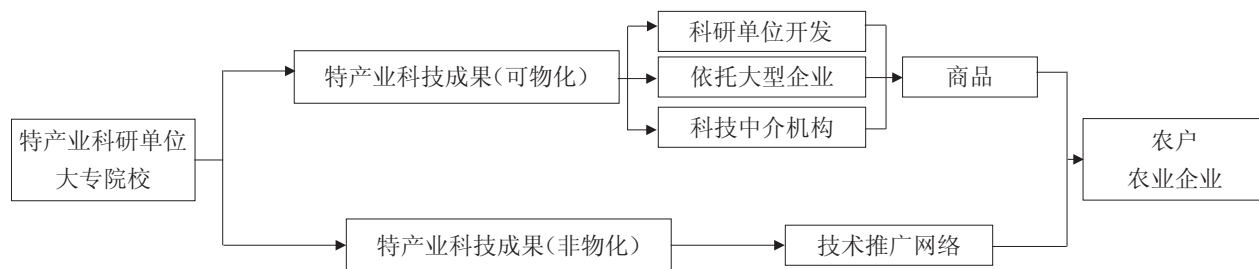 特产业科研单位
大专院校
特产业科技成果(可物化)
科研单位开发
依托大型企业
科技中介机构
商品
特产业科技成果(非物化)
技术推广网络
农户
农业企业